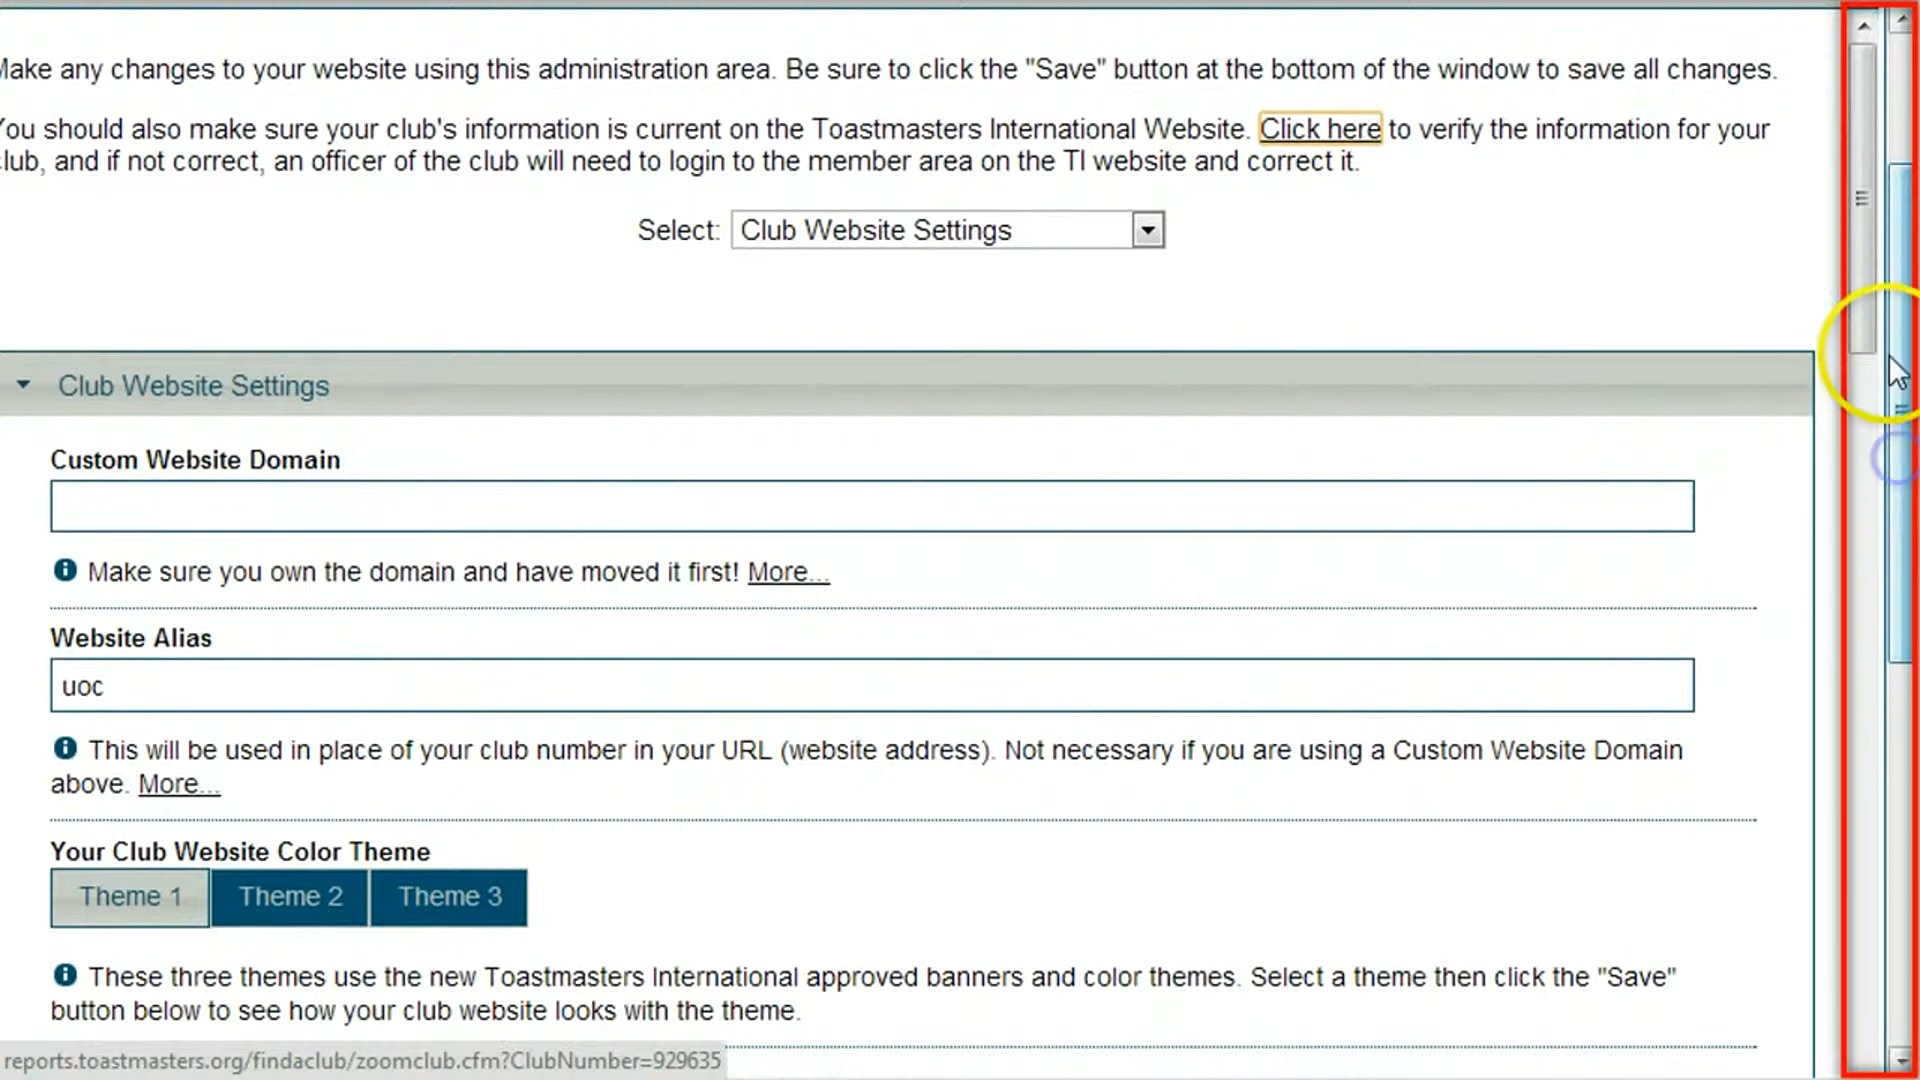 Make any changes to your website using this administration area. Be sure to click the "Save" button at the bottom of the window to save all changes.
You should also make sure your club's information is current on the Toastmasters International Website. Click here to verify the information for your
club, and if not correct, an officer of the club will need to login to the member area on the TI website and correct it.
Select: Club Website Settings
Club Website Settings
Custom Website Domain
Make sure you own the domain and have moved it first! More...
Website Alias
uoc
This will be used in place of your club number in your URL (website address). Not necessary if you are using a Custom Website Domain
above. More...
Your Club Website Color Theme
Theme 1 Theme 2 Theme 3
These three themes use the new Toastmasters International approved banners and color themes. Select a theme then click the "Save"
button below to see how your club website looks with the theme.
reports.toastmasters.org/findaclub/zoomclub.cfm?ClubNumber=929635